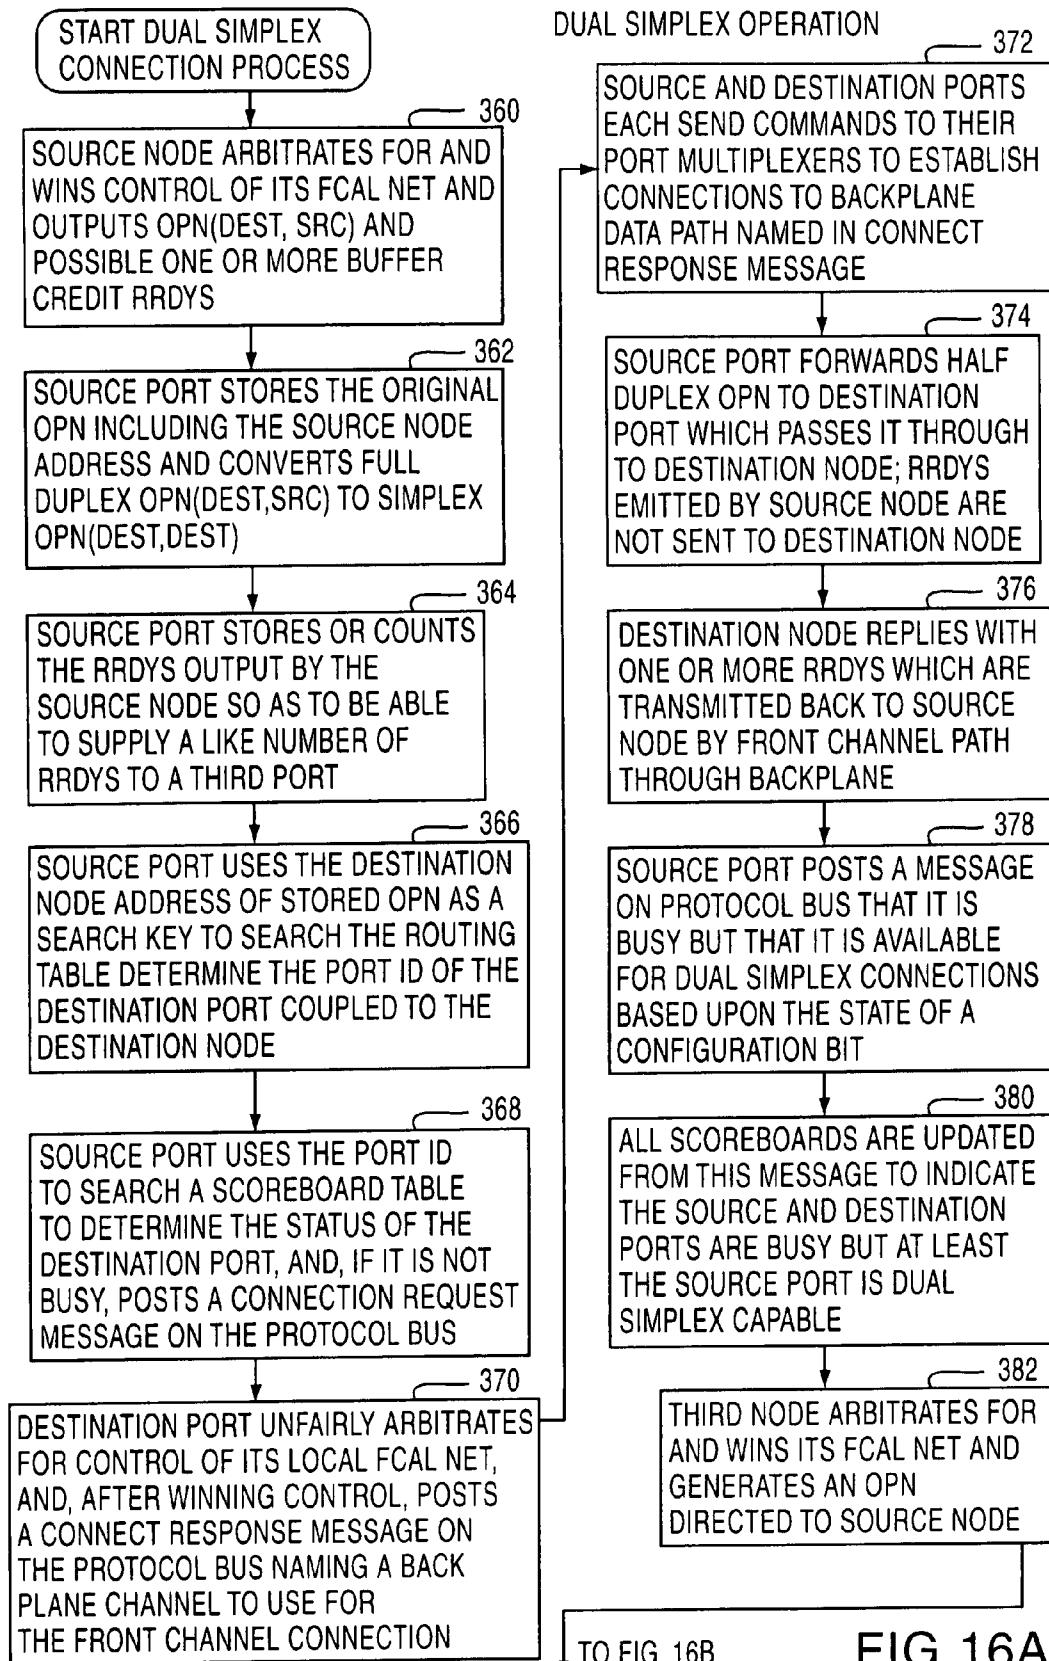 START DUAL SIMPLEX
CONNECTION PROCESS
360
SOURCE NODE ARBITRATES FOR AND
WINS CONTROL OF ITS FCAL NET AND
OUTPUTS OPN(DEST, SRC) AND
POSSIBLE ONE OR MORE BUFFER
CREDIT RRDYS
362
SOURCE PORT STORES THE ORIGINAL
OPN INCLUDING THE SOURCE NODE
ADDRESS AND CONVERTS FULL
DUPLEX OPN(DEST,SRC) TO SIMPLEX
OPN(DEST,DEST)
364
SOURCE PORT STORES OR COUNTS
THE RRDYS OUTPUT BY THE
SOURCE NODE SO AS TO BE ABLE
TO SUPPLY A LIKE NUMBER OF
RRDYS TO A THIRD PORT
366
SOURCE PORT USES THE DESTINATION
NODE ADDRESS OF STORED OPN AS A
SEARCH KEY TO SEARCH THE ROUTING
TABLE DETERMINE THE PORT ID OF THE
DESTINATION PORT COUPLED TO THE
DESTINATION NODE
368
SOURCE PORT USES THE PORT ID
TO SEARCH A SCOREBOARD TABLE
TO DETERMINE THE STATUS OF THE
DESTINATION PORT, AND, IF IT IS NOT
BUSY, POSTS A CONNECTION REQUEST
MESSAGE ON THE PROTOCOL BUS
370
DESTINATION PORT UNFAIRLY ARBITRATES
FOR CONTROL OF ITS LOCAL FCAL NET,
AND, AFTER WINNING CONTROL, POSTS
A CONNECT RESPONSE MESSAGE ON
THE PROTOCOL BUS NAMING A BACK
PLANE CHANNEL TO USE FOR
THE FRONT CHANNEL CONNECTION
DUAL SIMPLEX OPERATION
372
SOURCE AND DESTINATION PORTS
EACH SEND COMMANDS TO THEIR
PORT MULTIPLEXERS TO ESTABLISH
CONNECTIONS TO BACKPLANE
DATA PATH NAMED IN CONNECT
RESPONSE MESSAGE
374
SOURCE PORT FORWARDS HALF
DUPLEX OPN TO DESTINATION
PORT WHICH PASSES IT THROUGH
TO DESTINATION NODE; RRDYS
EMITTED BY SOURCE NODE ARE
NOT SENT TO DESTINATION NODE
376
DESTINATION NODE REPLIES WITH
ONE OR MORE RRDYS WHICH ARE
TRANSMITTED BACK TO SOURCE
NODE BY FRONT CHANNEL PATH
THROUGH BACKPLANE
378
SOURCE PORT POSTS A MESSAGE
ON PROTOCOL BUS THAT IT IS
BUSY BUT THAT IT IS AVAILABLE
FOR DUAL SIMPLEX CONNECTIONS
BASED UPON THE STATE OF A
CONFIGURATION BIT
380
ALL SCOREBOARDS ARE UPDATED
FROM THIS MESSAGE TO INDICATE
THE SOURCE AND DESTINATION
PORTS ARE BUSY BUT AT LEAST
THE SOURCE PORT IS DUAL
SIMPLEX CAPABLE
382
THIRD NODE ARBITRATES FOR
AND WINS ITS FCAL NET AND
GENERATES AN OPN
DIRECTED TO SOURCE NODE
TO FIG. 16B
FIG. 16A